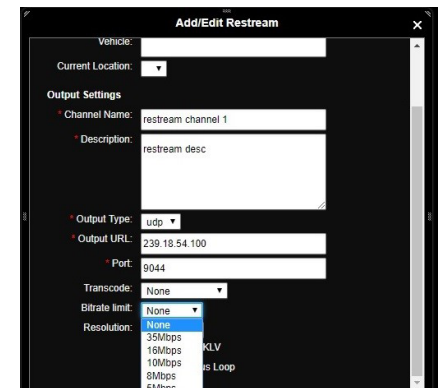 Add/Edit Restream
Vehicle:
Current Location:
Output Settings
* Channel Name: restream channel 1
* Description: restream desc
* Output Type: udp
* Output URL: 239.18.54.100
* Port: 9044
Transcode: None
Bitrate limit: None
Resolution: None
35Mbps
16Mbps KLV
10Mbps
8Mbps Loop
5Mbps